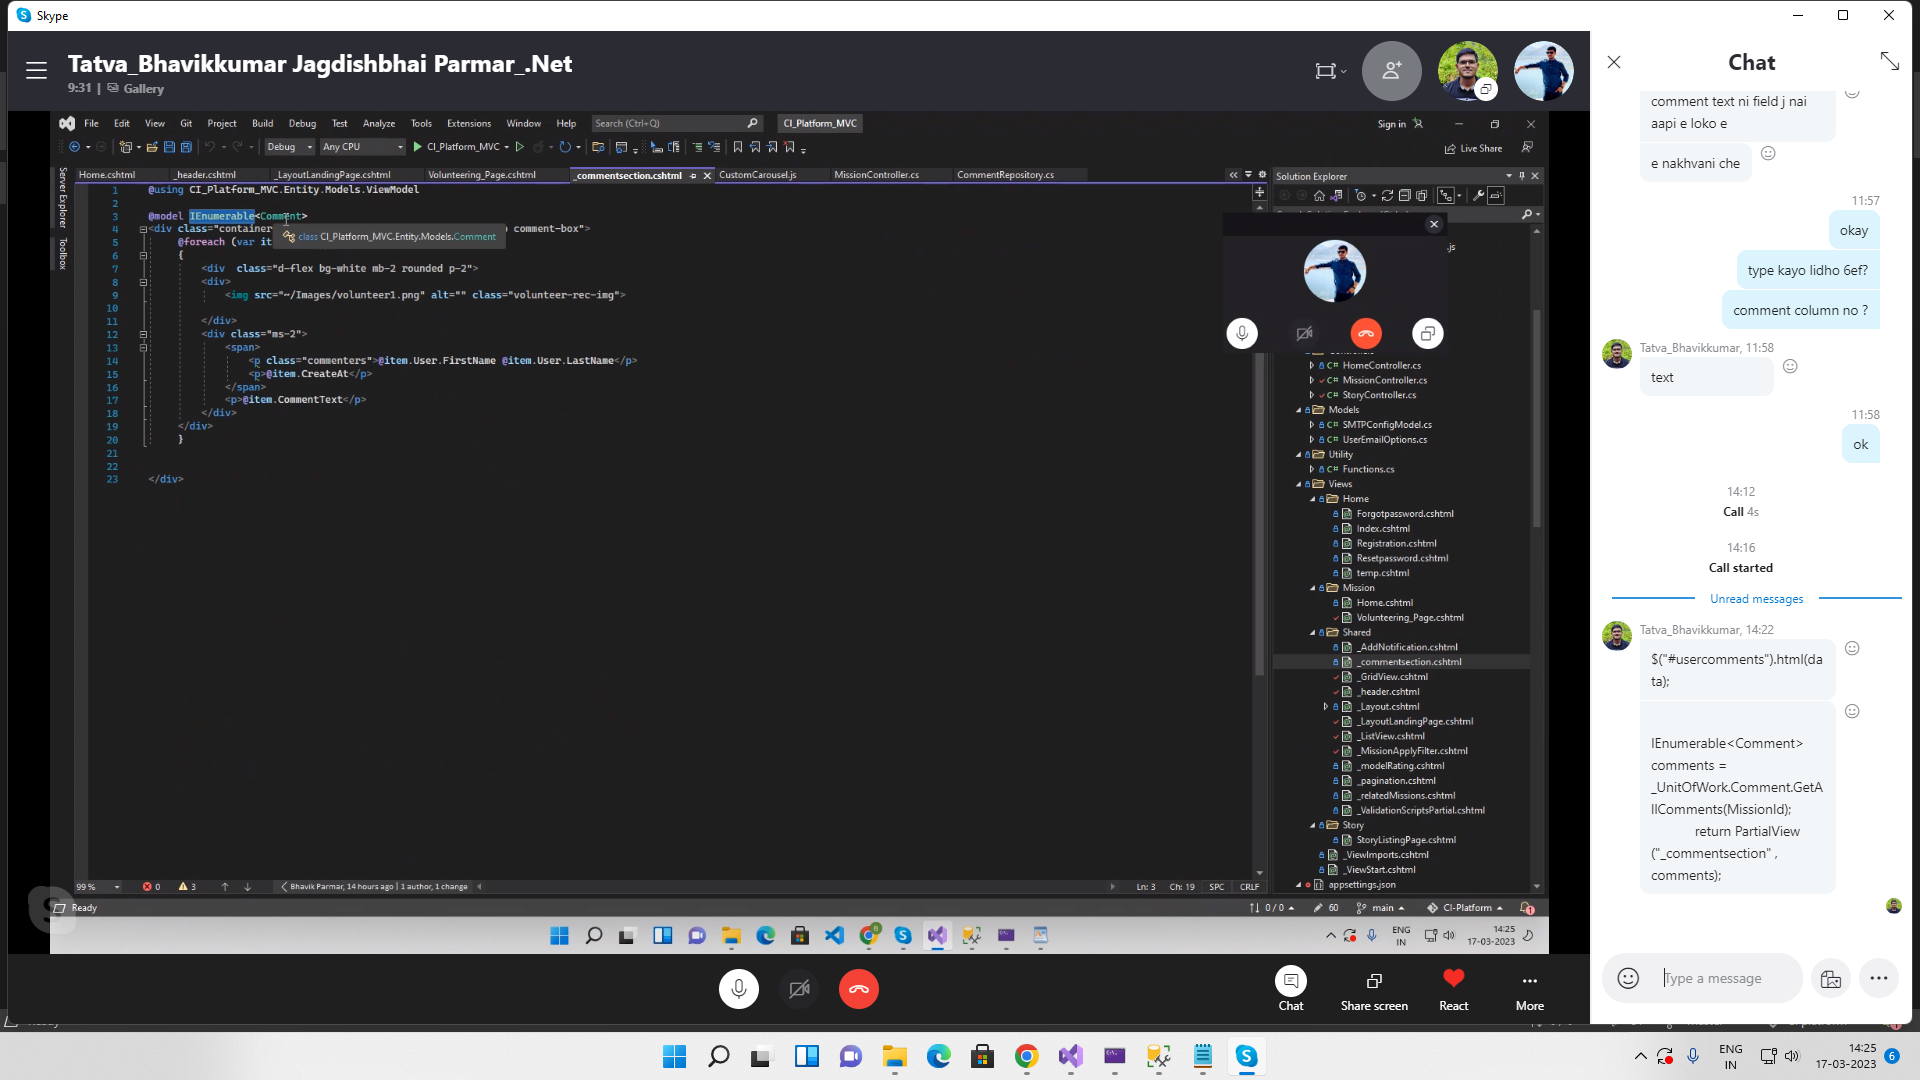 Skype
Tatva_Bhavikkumar Jagdishbhai Parmar_.Net
9:31 | Gallery
File Edit View Git Project Build Debug Test Analyze Tools Extensions Window Help Search (Ctrl+Q) CI_Platform_MVC Sign in
Debug Any CPU CI_Platform_MVC Live Share
Home.cshtml _header.cshtml _LayoutLandingPage.cshtml Volunteering_Page.cshtml _commentsection.cshtml CustomCarousel.js MissionController.cs CommentRepository.cs
Server Explorer
Toolbox
1 @using CI_Platform_MVC.Entity.Models.ViewModel
2
3 @model IEnumerable<Comment>
4 <div class="container comment-box">
class CI_Platform_MVC.Entity.Models.Comment
5 @foreach (var it
6 {
7 <div class="d-flex bg-white mb-2 rounded p-2">
8 <div>
9 <img src="~/Images/volunteer1.png" alt="" class="volunteer-rec-img">
10
11 </div>
12 <div class="ms-2">
13 <span>
14 <p class="commenters">@item.User.FirstName @item.User.LastName</p>
15 <p>@item.CreateAt</p>
16 </span>
17 <p>@item.CommentText</p>
18 </div>
19 </div>
20 }
21
22
23 </div>
Solution Explorer
.js
HomeController.cs
MissionController.cs
StoryController.cs
Models
SMTPConfigModel.cs
UserEmailOptions.cs
Utility
Functions.cs
Views
Home
Forgotpassword.cshtml
Index.cshtml
Registration.cshtml
Resetpassword.cshtml
temp.cshtml
Mission
Home.cshtml
Volunteering_Page.cshtml
Shared
_AddNotification.cshtml
_commentsection.cshtml
_GridView.cshtml
_header.cshtml
_Layout.cshtml
_LayoutLandingPage.cshtml
_ListView.cshtml
_MissionApplyFilter.cshtml
_modelRating.cshtml
_pagination.cshtml
_relatedMissions.cshtml
_ValidationScriptsPartial.cshtml
Story
StoryListingPage.cshtml
_ViewImports.cshtml
_ViewStart.cshtml
appsettings.json
99 % 0 3 Bhavik Parmar, 14 hours ago | 1 author, 1 change Ln: 3 Ch: 19 SPC CRLF
Ready 0 / 0 60 main CI-Platform 1
ENG
IN
14:25
17-03-2023
Chat
Share screen
React
More
Chat
comment text ni field j nai
aapi e loko e
e nakhvani che
11:57
okay
type kayo lidho 6ef?
comment column no ?
Tatva_Bhavikkumar, 11:58
text
11:58
ok
14:12
Call 4s
14:16
Call started
Unread messages
Tatva_Bhavikkumar, 14:22
$("#usercomments").html(da
ta);
IEnumerable<Comment>
comments =
_UnitOfWork.Comment.GetA
llComments(MissionId);
return PartialView
("_commentsection" ,
comments);
Type a message
ENG
IN
14:25
17-03-2023
6